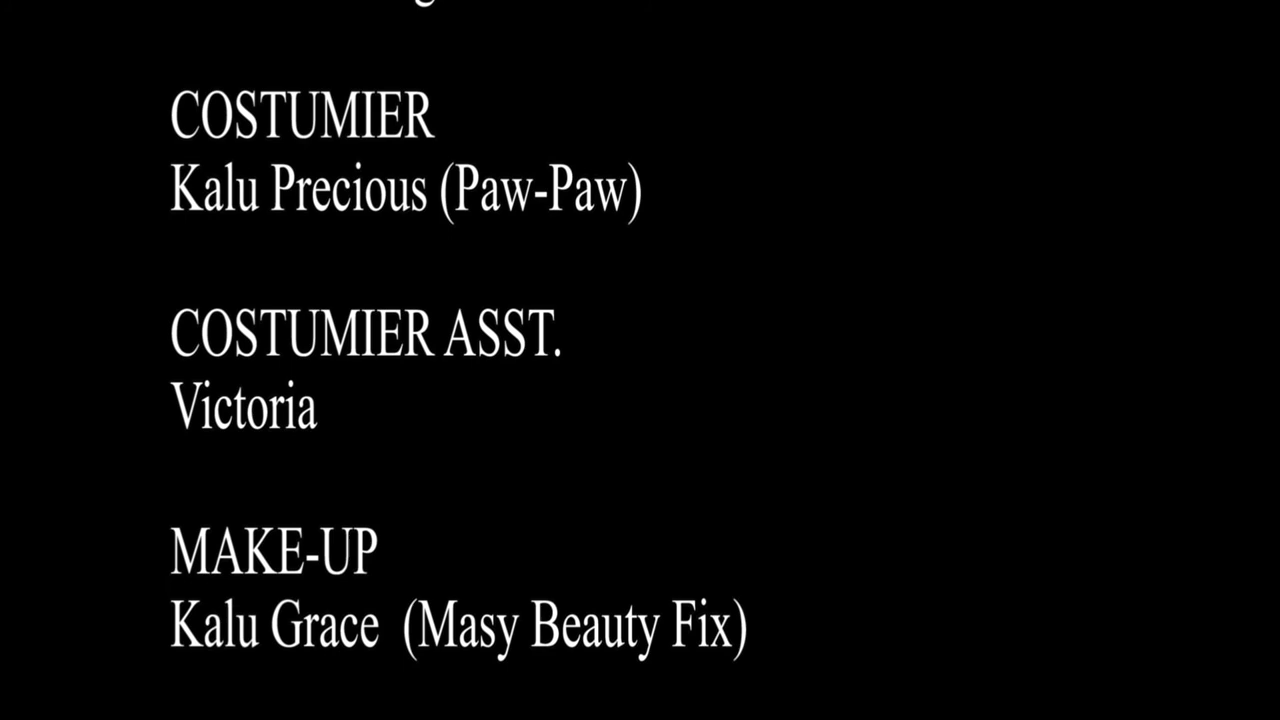 COSTUMIER
Kalu Precious (Paw-Paw)
COSTUMIER ASST.
Victoria
MAKE-UP
Kalu Grace (Masy Beauty Fix)